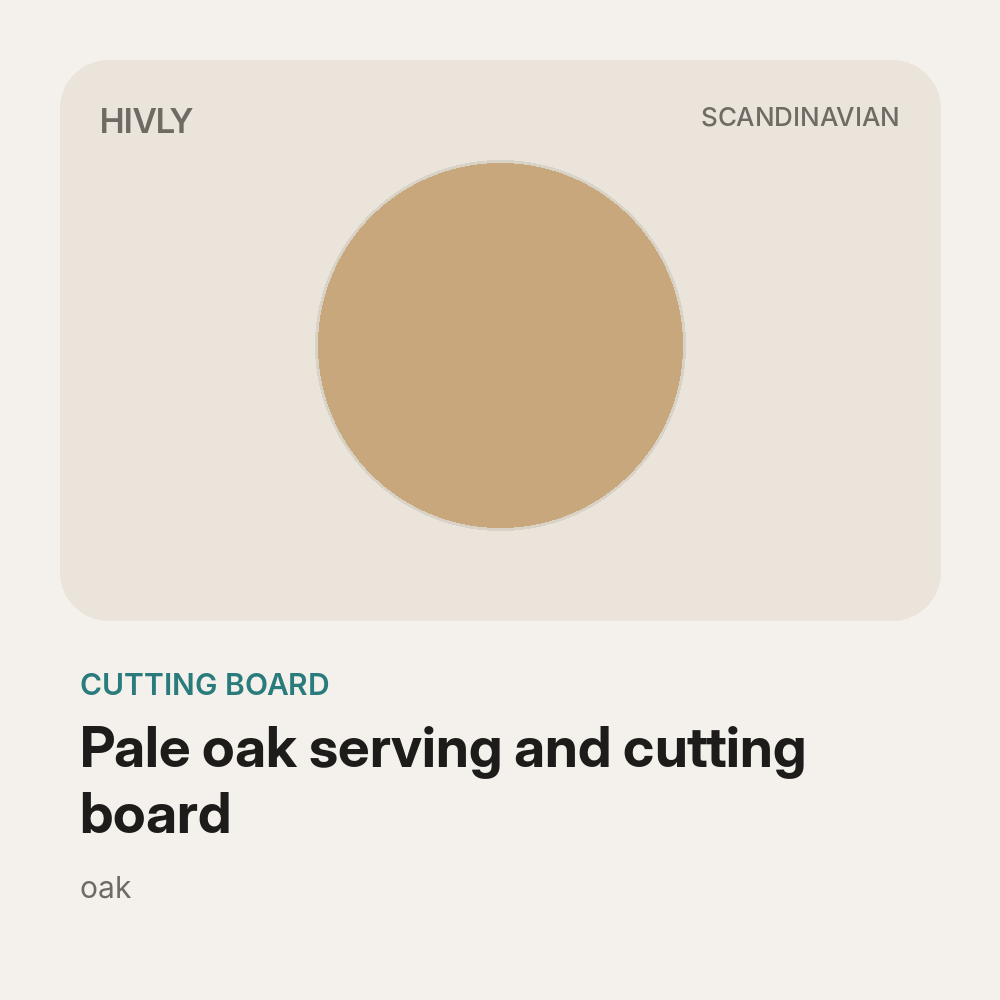 HIVLY
SCANDINAVIAN
CUTTING BOARD
Pale oak serving and cutting
board
oak